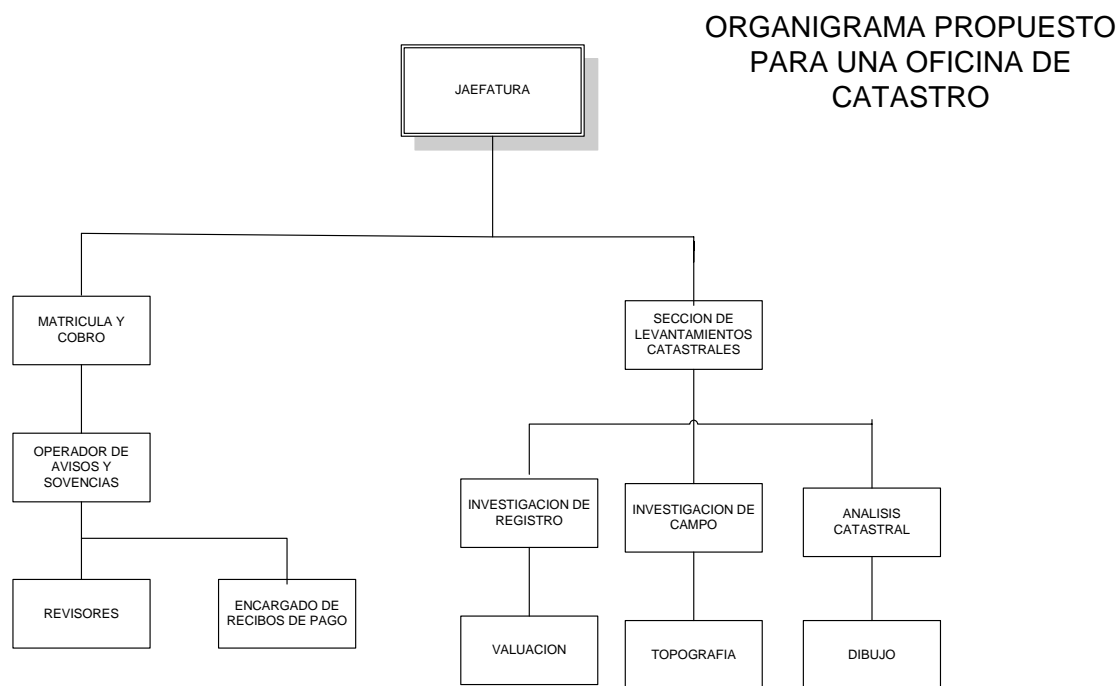 ORGANIGRAMA PROPUESTO
PARA UNA OFICINA DE
CATASTRO
JAEFATURA
MATRICULA Y
COBRO
SECCION DE
LEVANTAMIENTOS
CATASTRALES
OPERADOR DE
AVISOS Y
SOVENCIAS
INVESTIGACION DE
REGISTRO
INVESTIGACION DE
CAMPO
ANALISIS
CATASTRAL
REVISORES
ENCARGADO DE
RECIBOS DE PAGO
VALUACION
TOPOGRAFIA
DIBUJO